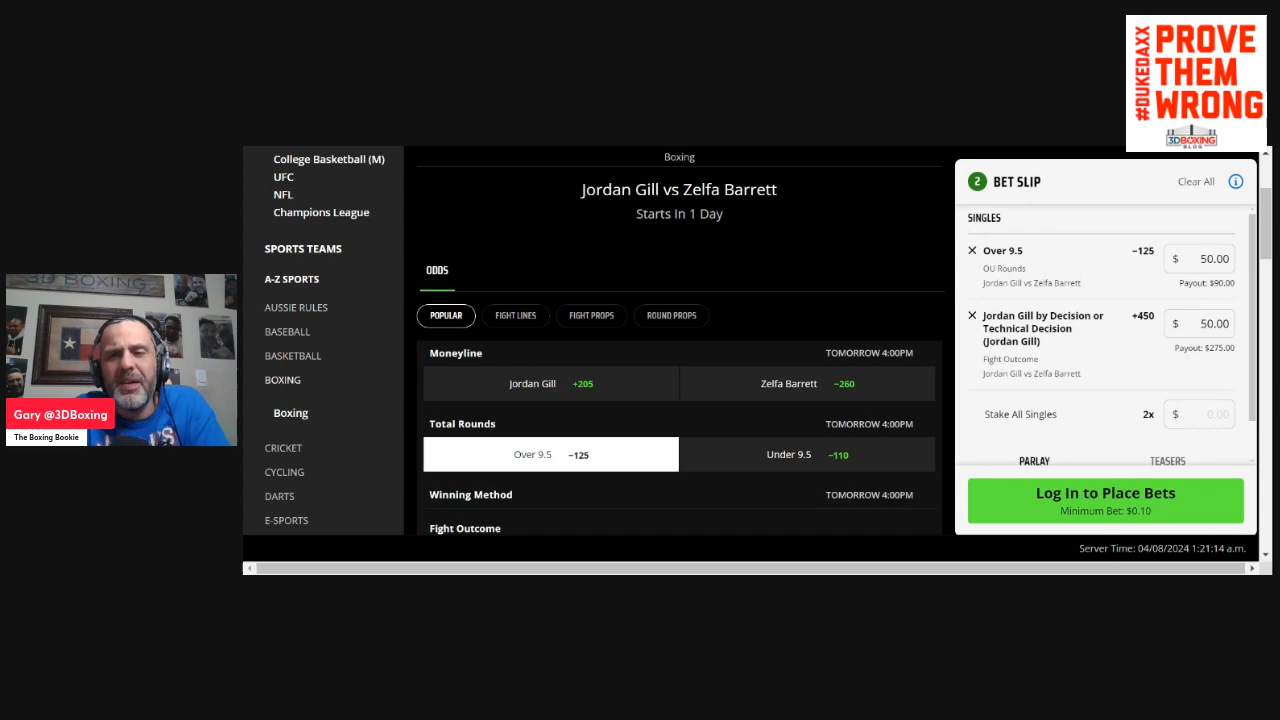 #DUKEDAXX
PROVE
THEM
WRONG
3DBOXING
BLOG
College Basketball (M)
UFC
NFL
Champions League
SPORTS TEAMS
A-Z SPORTS
AUSSIE RULES
BASEBALL
BASKETBALL
BOXING
Boxing
CRICKET
CYCLING
DARTS
E-SPORTS
Boxing
Jordan Gill vs Zelfa Barrett
Starts In 1 Day
ODDS
POPULAR FIGHT LINES FIGHT PROPS ROUND PROPS
Moneyline TOMORROW 4:00PM
Jordan Gill +205 Zelfa Barrett −260
Total Rounds TOMORROW 4:00PM
Over 9.5 −125 Under 9.5 −110
Winning Method TOMORROW 4:00PM
Fight Outcome
2 BET SLIP Clear All i
SINGLES
Over 9.5 −125 $ 50.00
OU Rounds
Jordan Gill vs Zelfa Barrett Payout: $90.00
Jordan Gill by Decision or +450 $ 50.00
Technical Decision
(Jordan Gill) Payout: $275.00
Fight Outcome
Jordan Gill vs Zelfa Barrett
Stake All Singles 2x $ 0.00
PARLAY TEASERS
Log In to Place Bets
Minimum Bet: $0.10
Server Time: 04/08/2024 1:21:14 a.m.
3D BOXING
Gary @3DBoxing
The Boxing Bookie